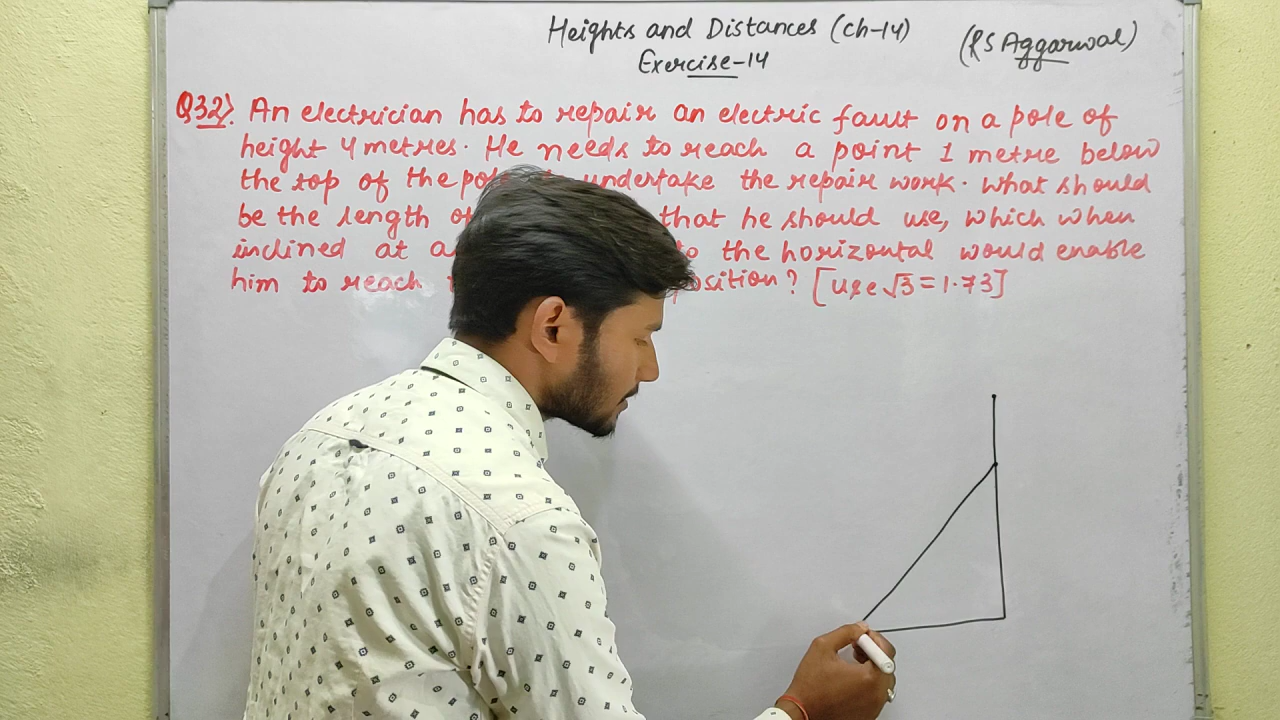 Heights and Distances (Ch-14)
(RS Aggarwal)
Exercise-14
Q32). An electrician has to repair an electric fault on a pole of
height 4 metres. He needs to reach a point 1 metre below
the top of the undertake the repair work. What should
be the length that he should use, which when
inclined at the horizontal would enable
him to reach position? [use √3 = 1.73]